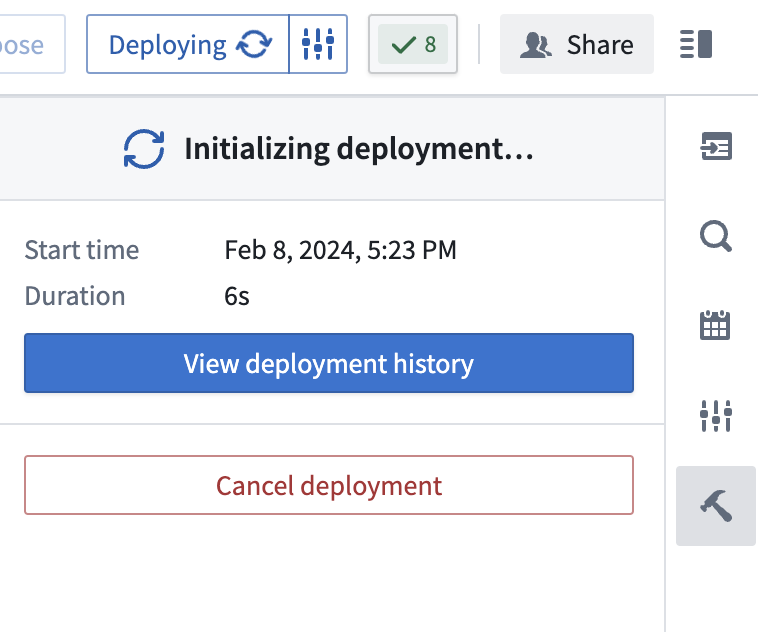 Deploying
8
Share
Initializing deployment...
Start time Feb 8, 2024, 5:23 PM
Duration 6s
View deployment history
Cancel deployment